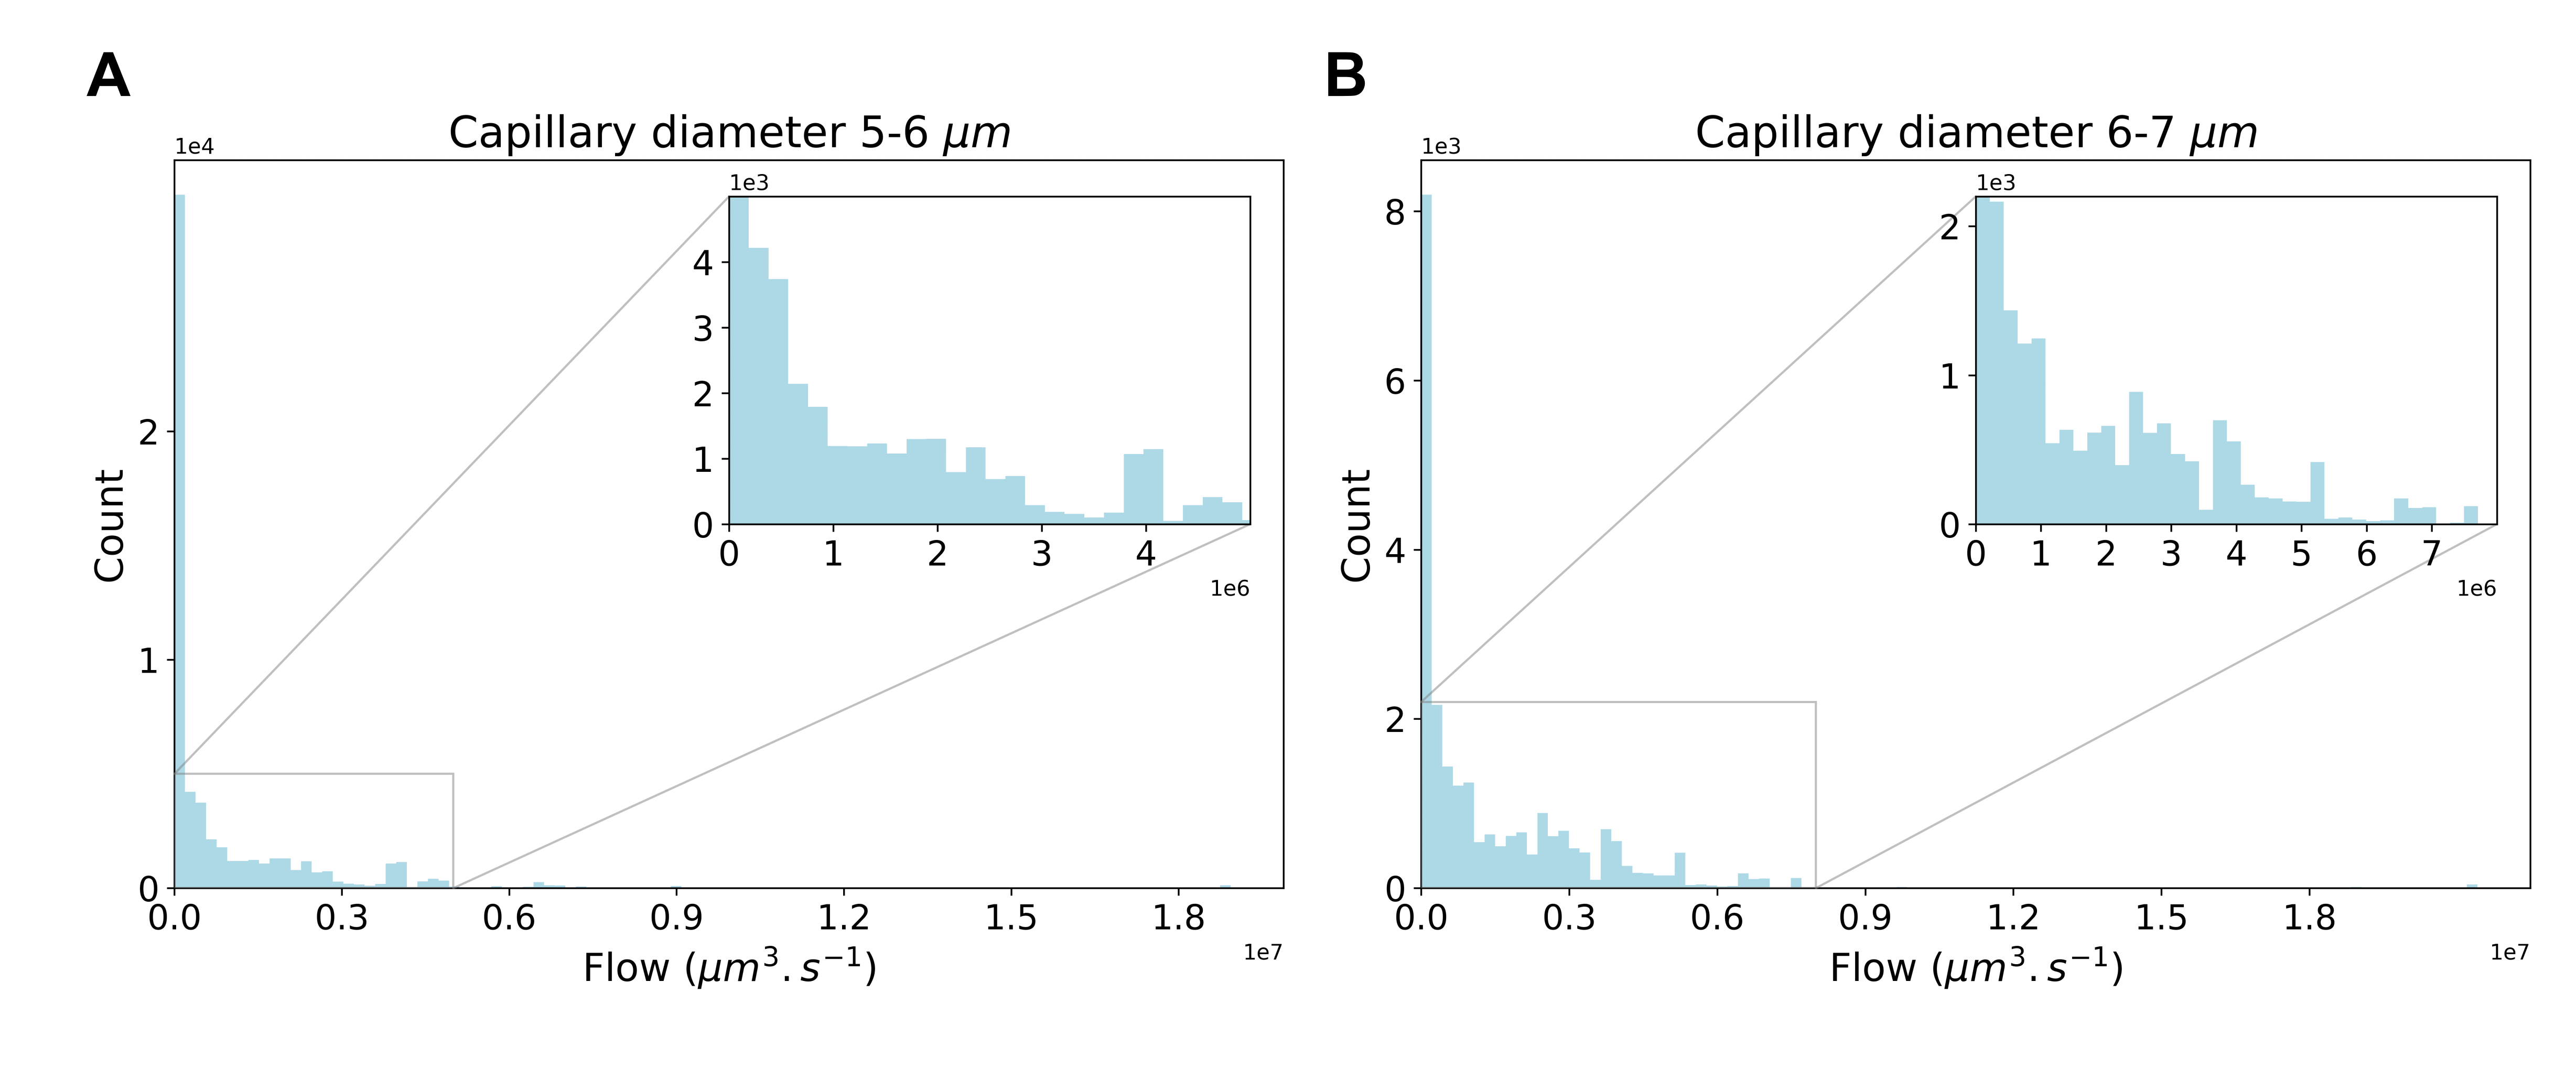 A
Capillary diameter 5-6 μm
1e4
2
1
0
Count
0.0 0.3 0.6 0.9 1.2 1.5 1.8
1e7
Flow (μm³.s⁻¹)
1e3
4
3
2
1
0
0 1 2 3 4
1e6
B
Capillary diameter 6-7 μm
1e3
8
6
4
2
0
Count
0.0 0.3 0.6 0.9 1.2 1.5 1.8
1e7
Flow (μm³.s⁻¹)
1e3
2
1
0
0 1 2 3 4 5 6 7
1e6